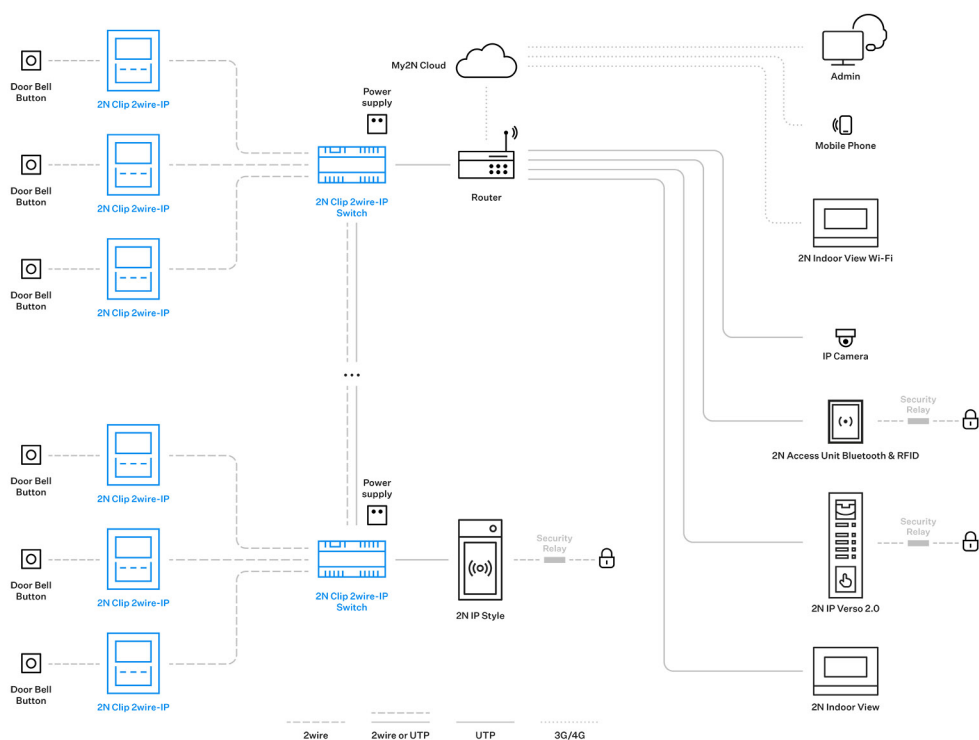 Door Bell
Button
2N Clip 2wire-IP
Door Bell
Button
2N Clip 2wire-IP
Door Bell
Button
2N Clip 2wire-IP
Power
supply
2N Clip 2wire-IP
Switch
My2N Cloud
Router
Admin
Mobile Phone
2N Indoor View Wi-Fi
IP Camera
Security
Relay
2N Access Unit Bluetooth & RFID
Security
Relay
2N IP Verso 2.0
2N Indoor View
...
Door Bell
Button
2N Clip 2wire-IP
Door Bell
Button
2N Clip 2wire-IP
Door Bell
Button
2N Clip 2wire-IP
Power
supply
2N Clip 2wire-IP
Switch
2N IP Style
Security
Relay
2wire
2wire or UTP
UTP
3G/4G